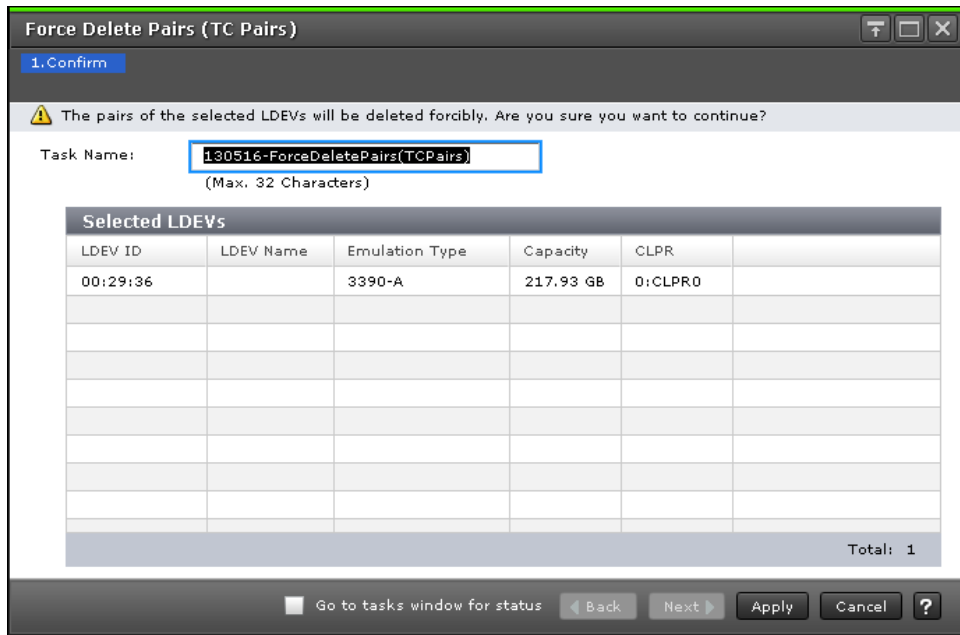 Force Delete Pairs (TC Pairs)
1.Confirm
The pairs of the selected LDEVs will be deleted forcibly. Are you sure you want to continue?
Task Name: 130516-ForceDeletePairs(TCPairs)
(Max. 32 Characters)
Selected LDEVs
LDEV ID LDEV Name Emulation Type Capacity CLPR
00:29:36 3390-A 217.93 GB 0:CLPR0
Total: 1
Go to tasks window for status Back Next Apply Cancel ?